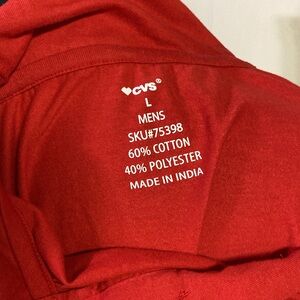 CVS®
L
MENS
SKU#75398
60% COTTON
40% POLYESTER
MADE IN INDIA